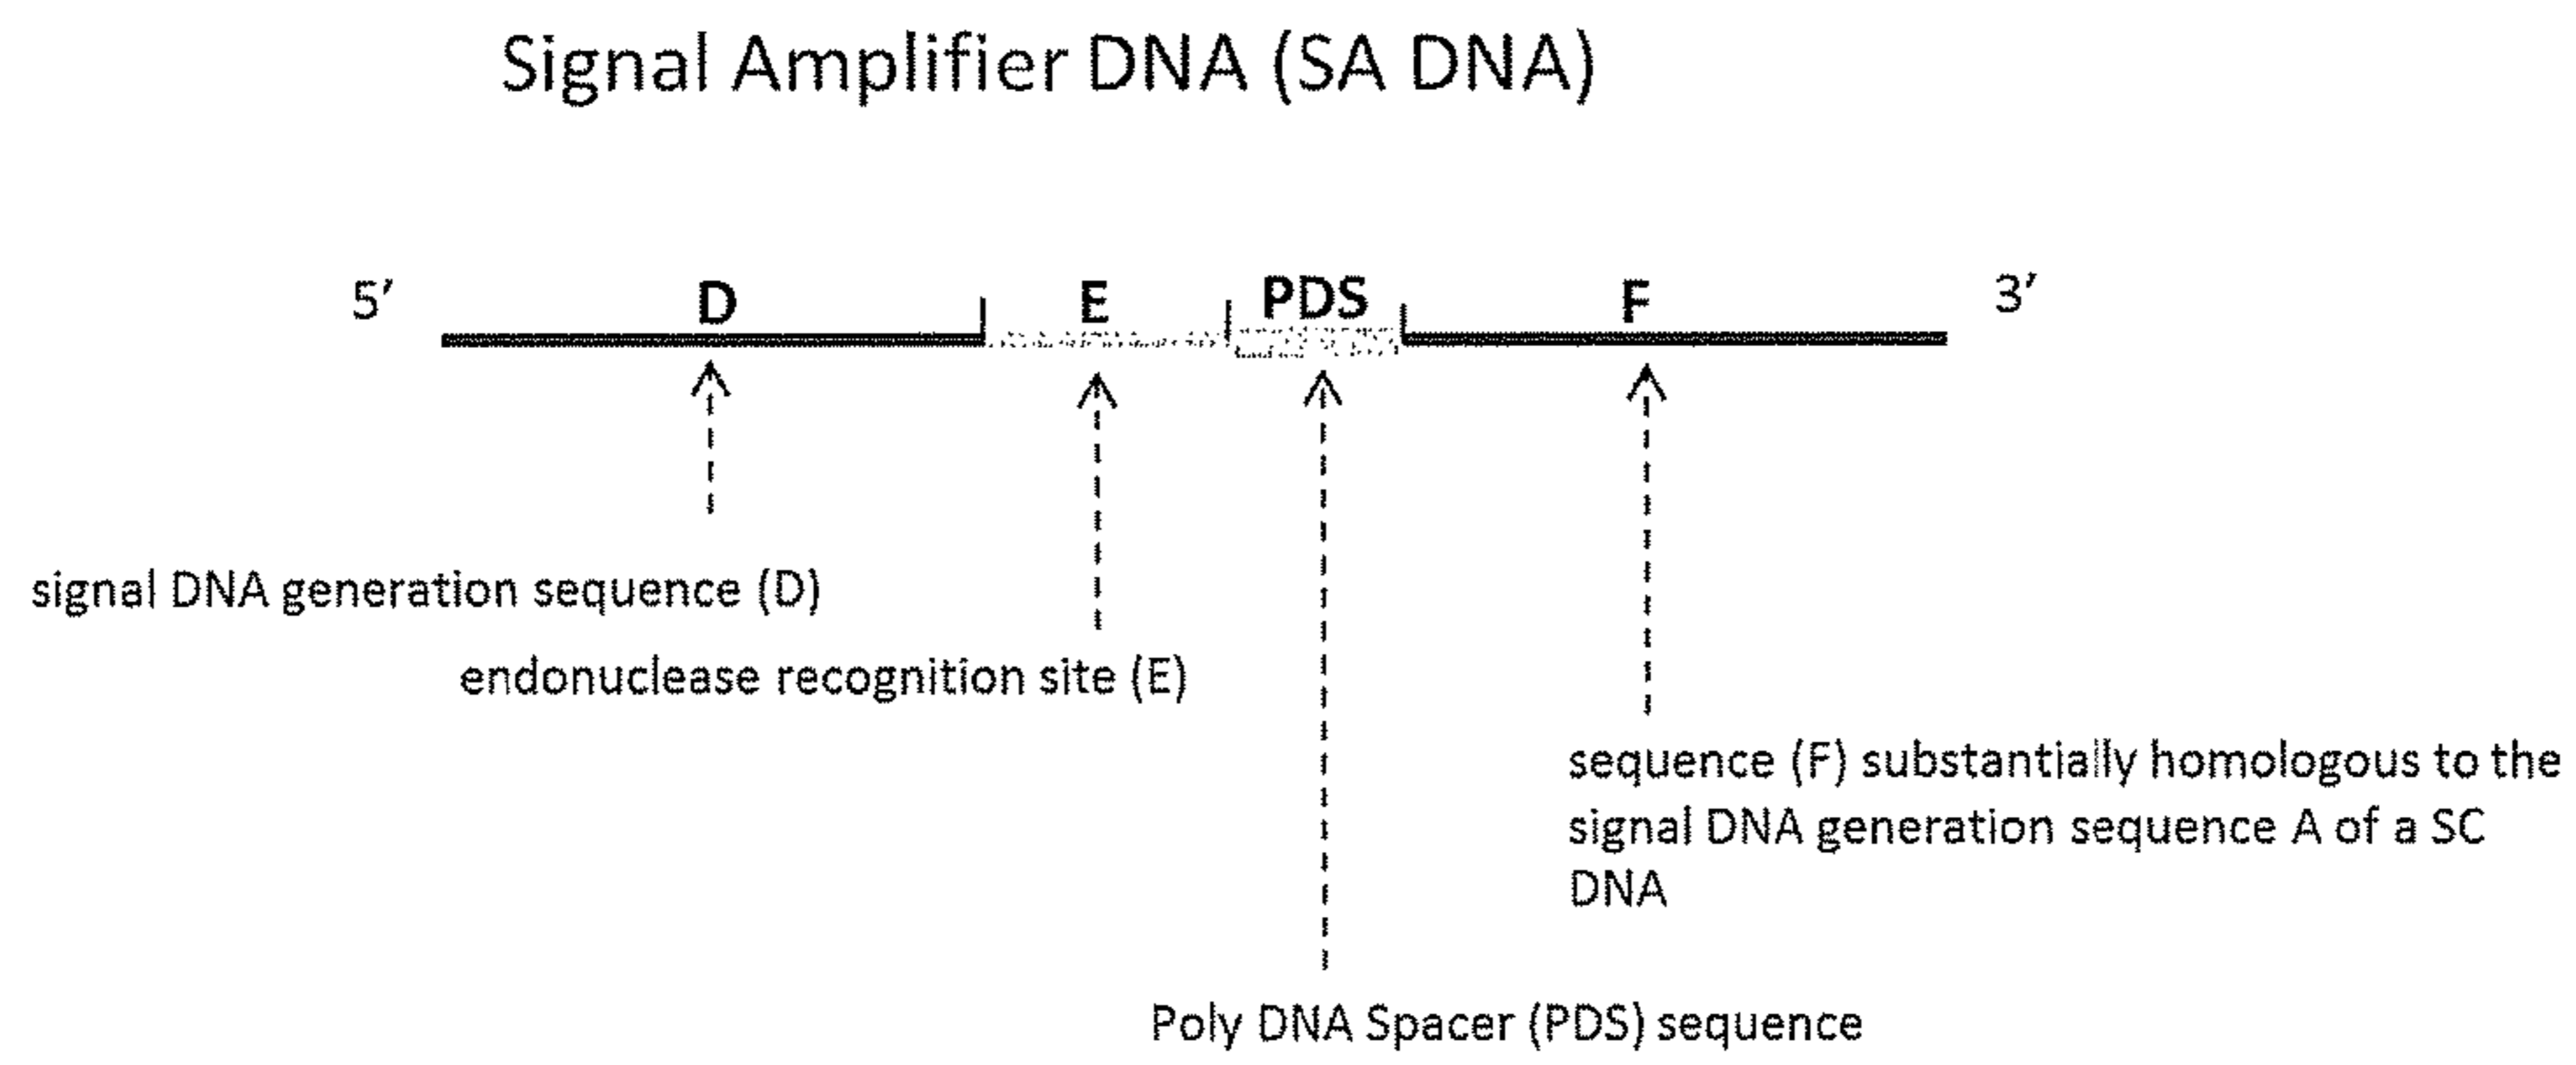 Signal Amplifier DNA (SA DNA)
5’ D E PDS F 3’
signal DNA generation sequence (D)
endonuclease recognition site (E)
sequence (F) substantially homologous to the
signal DNA generation sequence A of a SC
DNA
Poly DNA Spacer (PDS) sequence